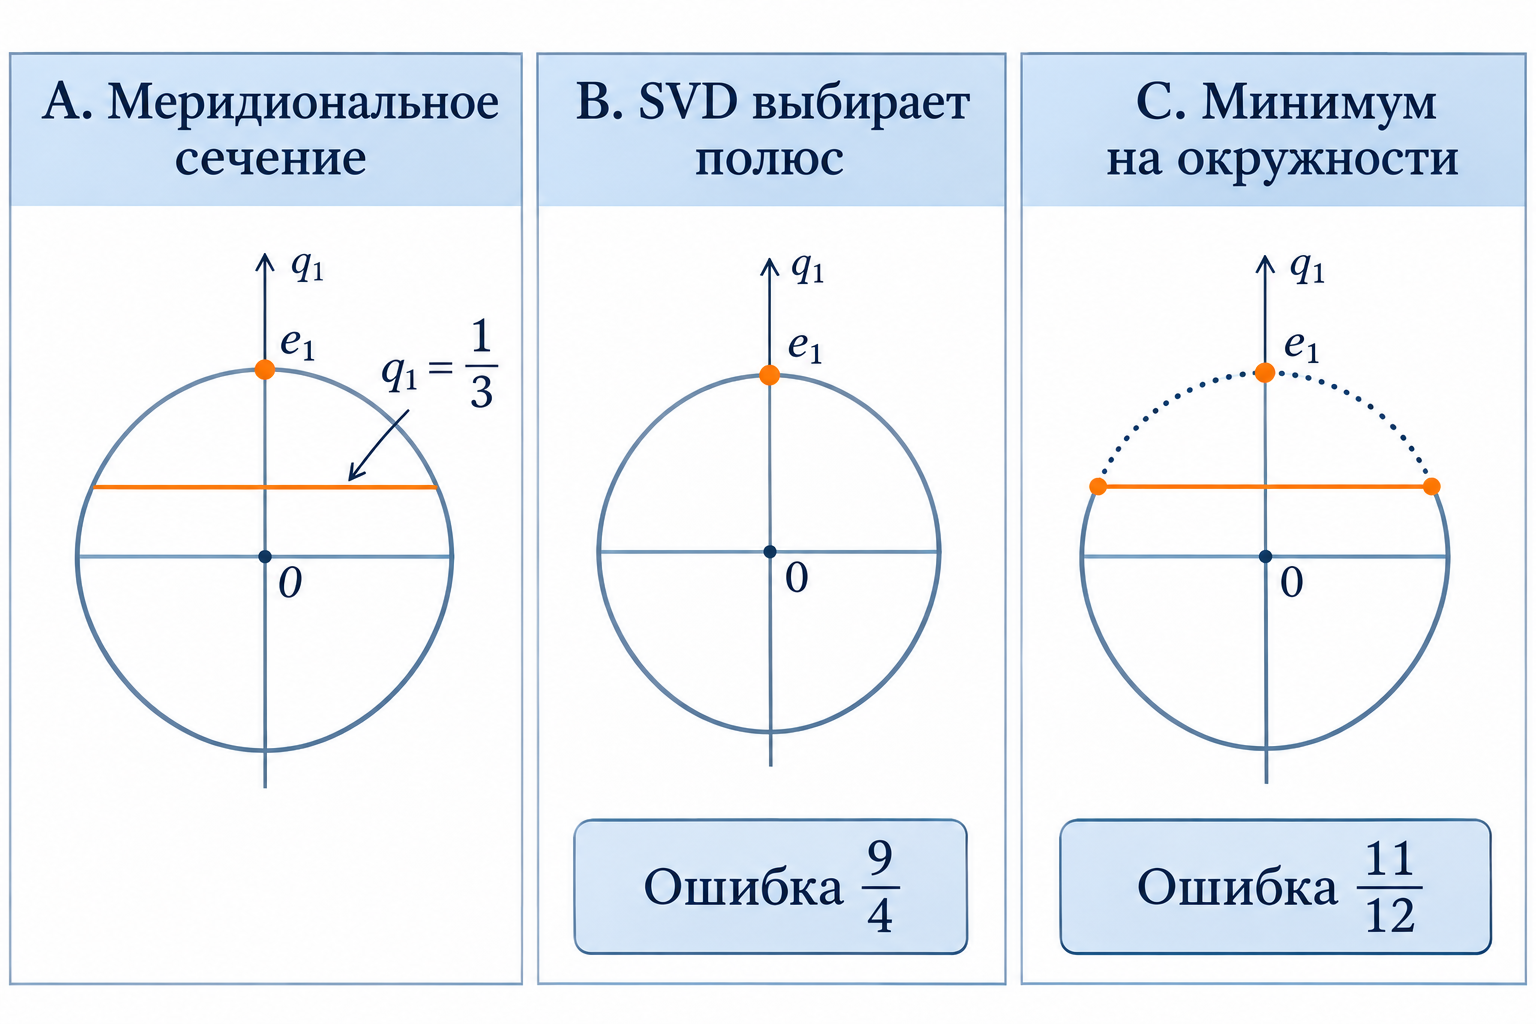 A. Меридиональное
сечение
q₁
e₁
q₁ = 1/3
0
B. SVD выбирает
полюс
q₁
e₁
0
Ошибка 9/4
C. Минимум
на окружности
q₁
e₁
0
Ошибка 11/12